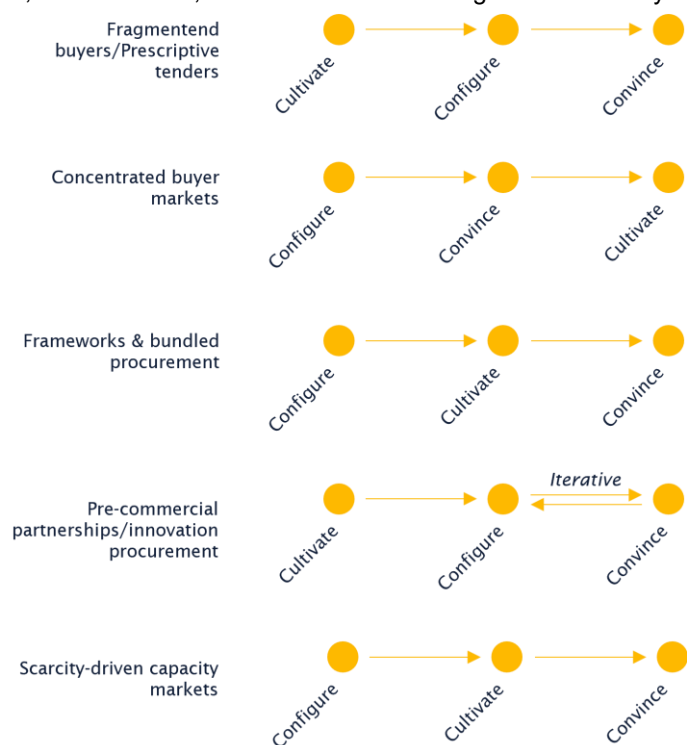 Fragmentend
buyers/Prescriptive
tenders
Cultivate
Configure
Convince
Concentrated buyer
markets
Configure
Convince
Cultivate
Frameworks & bundled
procurement
Configure
Cultivate
Convince
Pre-commercial
partnerships/innovation
procurement
Iterative
Cultivate
Configure
Convince
Scarcity-driven capacity
markets
Configure
Cultivate
Convince